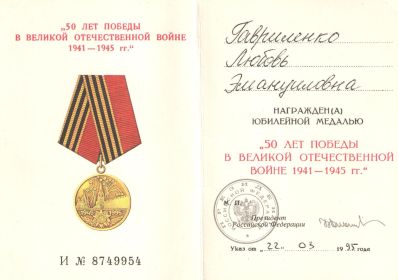 „50 ЛЕТ ПОБЕДЫ
В ВЕЛИКОЙ ОТЕЧЕСТВЕННОЙ ВОЙНЕ
1941—1945 гг.“
И № 8749954
Гавриленко
Любовь
Эмануиловна
НАГРАЖДЕН(А)
ЮБИЛЕЙНОЙ МЕДАЛЬЮ
„50 ЛЕТ ПОБЕДЫ
В ВЕЛИКОЙ ОТЕЧЕСТВЕННОЙ
ВОЙНЕ 1941—1945 гг.“
М. П.
Президент
Российской Федерации
Указ от „22“ 03 1995 г.